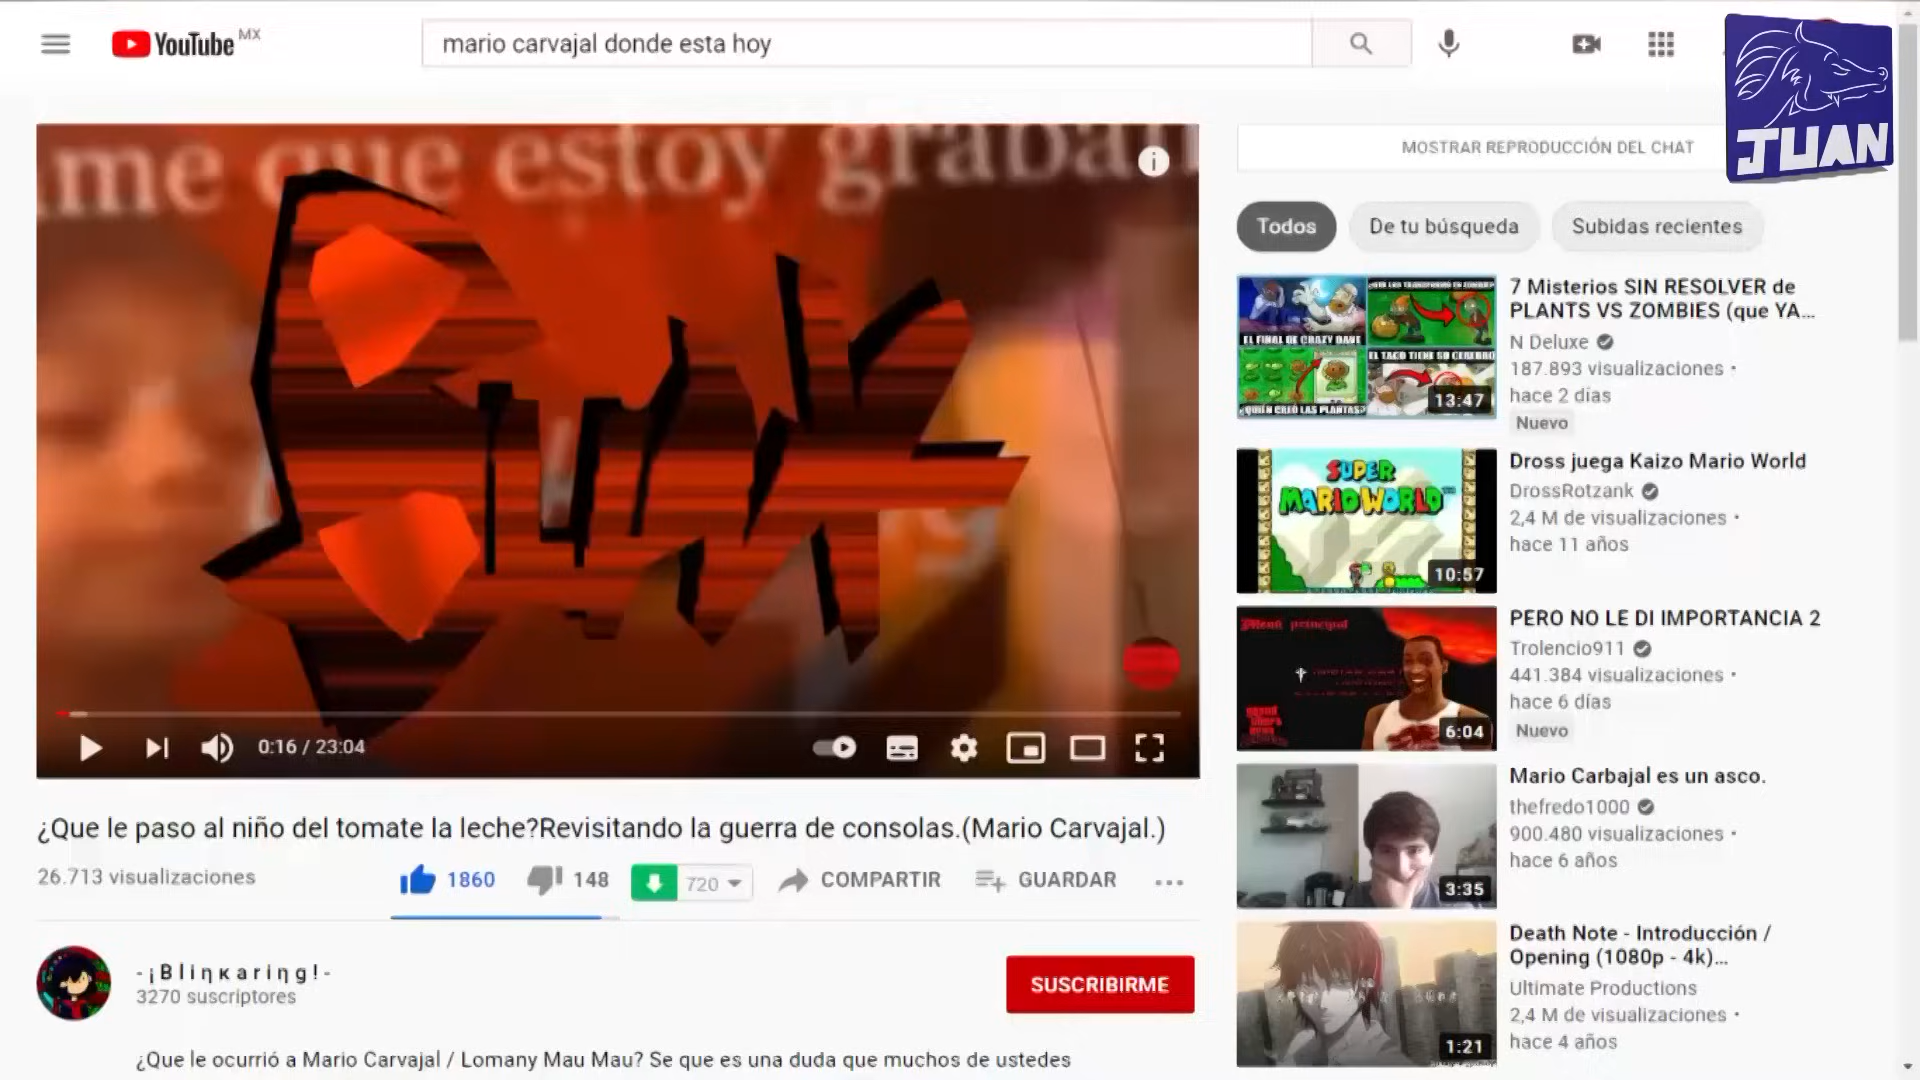 YouTube MX
mario carvajal donde esta hoy
JUAN
ime que estoy graban
MOSTRAR REPRODUCCIÓN DEL CHAT
Todos
De tu búsqueda
Subidas recientes
EL FINAL DE CRAZY DAVE
EL TACO TIENE SU CEREBRO
¿QUIÉN CREÓ LAS PLANTAS?
13:47
7 Misterios SIN RESOLVER de
PLANTS VS ZOMBIES (que YA...
N Deluxe
187.893 visualizaciones •
hace 2 días
Nuevo
SUPER
MARIO WORLD
10:57
Dross juega Kaizo Mario World
DrossRotzank
2,4 M de visualizaciones •
hace 11 años
Menú principal
grand
theft
6:04
PERO NO LE DI IMPORTANCIA 2
Trolencio911
441.384 visualizaciones •
hace 6 días
Nuevo
3:35
Mario Carbajal es un asco.
thefredo1000
900.480 visualizaciones •
hace 6 años
1:21
Death Note - Introducción /
Opening (1080p - 4k)...
Ultimate Productions
2,4 M de visualizaciones •
hace 4 años
0:16 / 23:04
¿Que le paso al niño del tomate la leche?Revisitando la guerra de consolas.(Mario Carvajal.)
26.713 visualizaciones
1860
148
720
COMPARTIR
GUARDAR
-¡Bliηκariηg!-
3270 suscriptores
SUSCRIBIRME
¿Que le ocurrió a Mario Carvajal / Lomany Mau Mau? Se que es una duda que muchos de ustedes